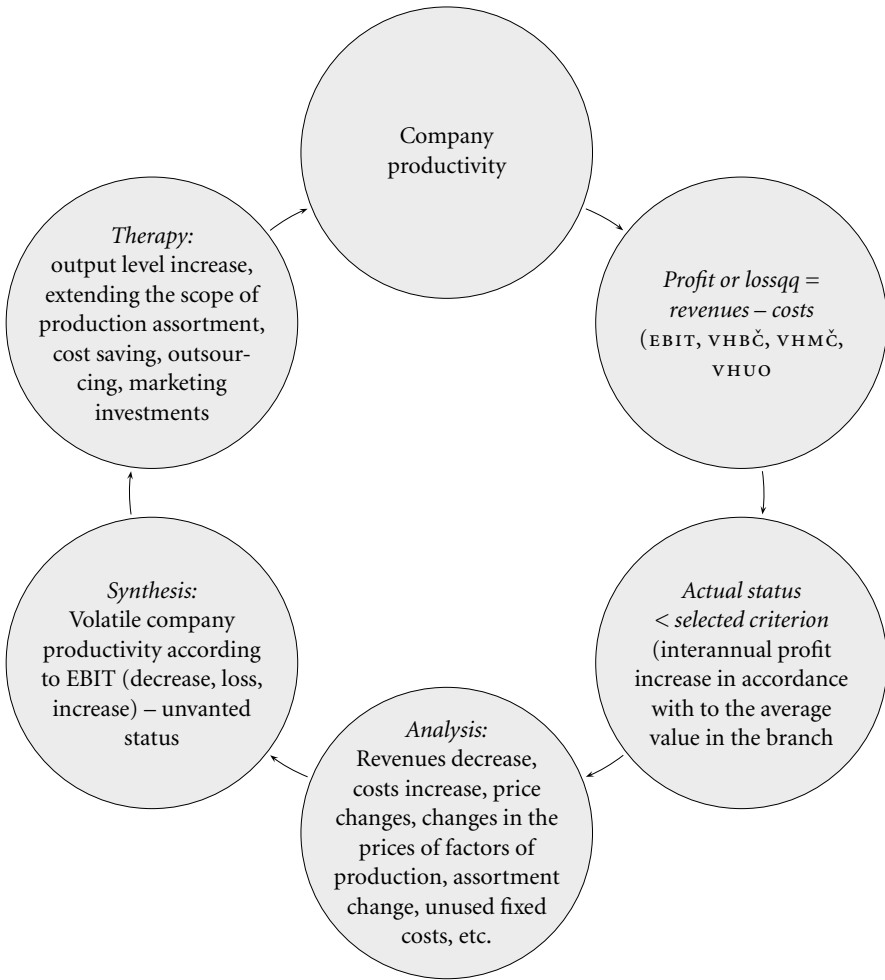 Company
productivity
Profit or lossqq =
revenues – costs
(EBIT, VHBČ, VHMČ,
VHUO
Actual status
< selected criterion
(interannual profit
increase in accordance
with to the average
value in the branch
Analysis:
Revenues decrease,
costs increase, price
changes, changes in the
prices of factors of
production, assortment
change, unused fixed
costs, etc.
Synthesis:
Volatile company
productivity according
to EBIT (decrease, loss,
increase) – unvanted
status
Therapy:
output level increase,
extending the scope of
production assortment,
cost saving, outsour-
cing, marketing
investments